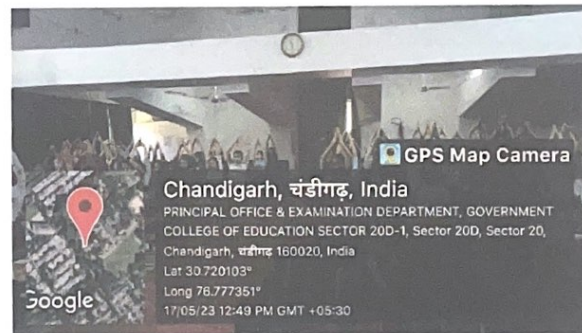 GPS Map Camera
Chandigarh, चंडीगढ़, India
PRINCIPAL OFFICE & EXAMINATION DEPARTMENT, GOVERNMENT
COLLEGE OF EDUCATION SECTOR 20D-1, Sector 20D, Sector 20,
Chandigarh, चंडीगढ़ 160020, India
Lat 30.720103°
Long 76.777351°
17/05/23 12:49 PM GMT +05:30
Google